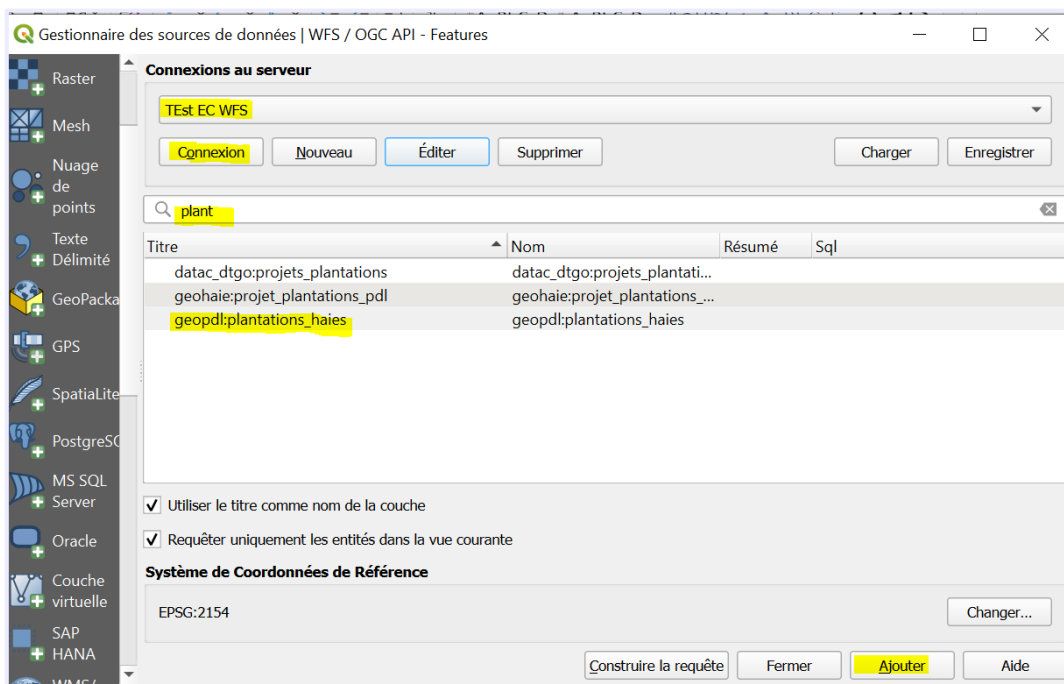 Gestionnaire des sources de données | WFS / OGC API - Features
Raster
Mesh
Nuage
de
points
Texte
Délimité
GeoPacka
GPS
SpatiaLite
PostgreSQ
MS SQL
Server
Oracle
Couche
virtuelle
SAP
HANA
WMS/
Connexions au serveur
TEst EC WFS
Connexion Nouveau Éditer Supprimer Charger Enregistrer
plant
Titre Nom Résumé Sql
datac_dtgo:projets_plantations datac_dtgo:projets_plantati...
geohaie:projet_plantations_pdl geohaie:projet_plantations_...
geopdl:plantations_haies geopdl:plantations_haies
Utiliser le titre comme nom de la couche
Requêter uniquement les entités dans la vue courante
Système de Coordonnées de Référence
EPSG:2154 Changer...
Construire la requête Fermer Ajouter Aide